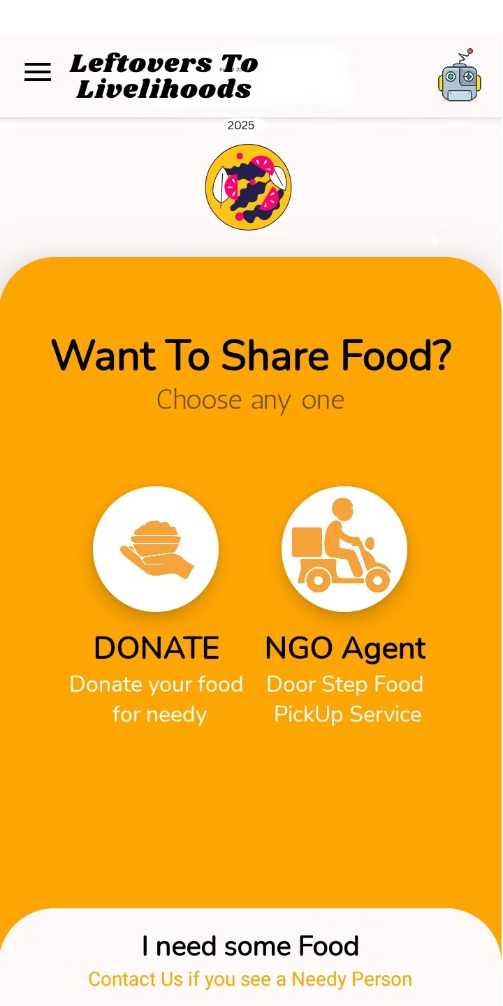 Leftovers To
Livelihoods
2025
Want To Share Food?
Choose any one
DONATE
Donate your food
for needy
NGO Agent
Door Step Food
PickUp Service
I need some Food
Contact Us if you see a Needy Person